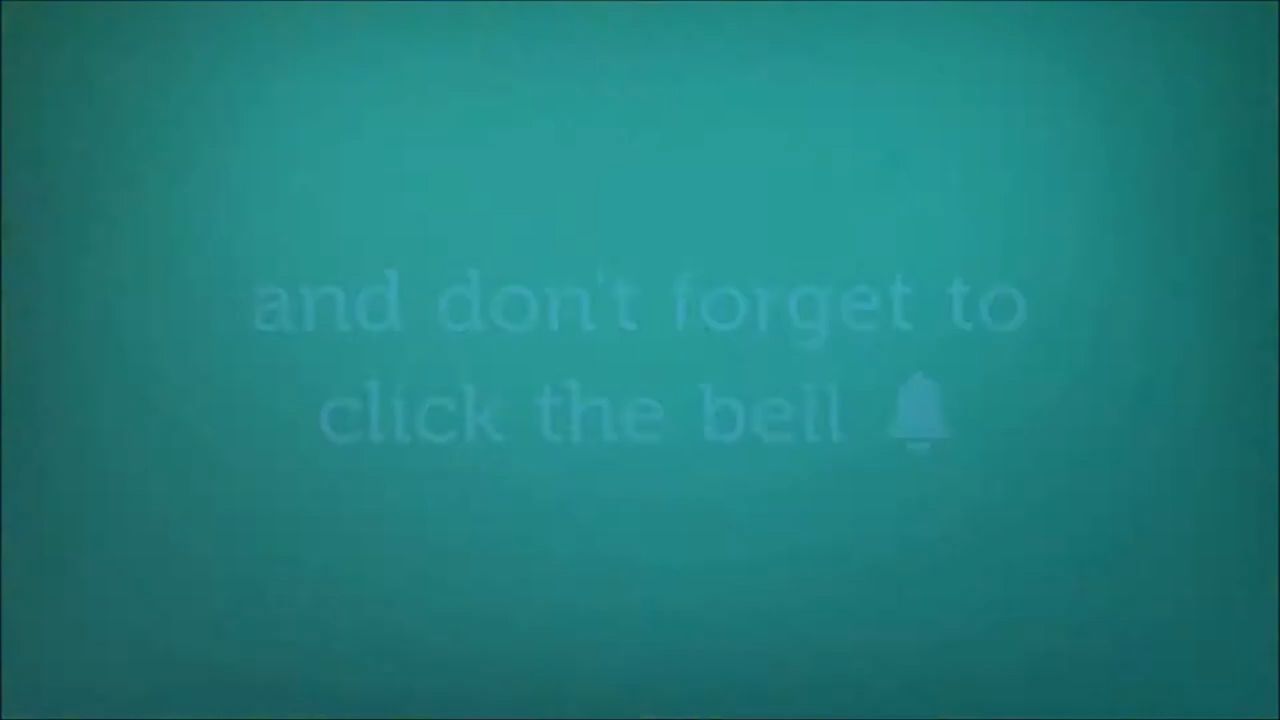 and don't forget to
click the bell 🔔